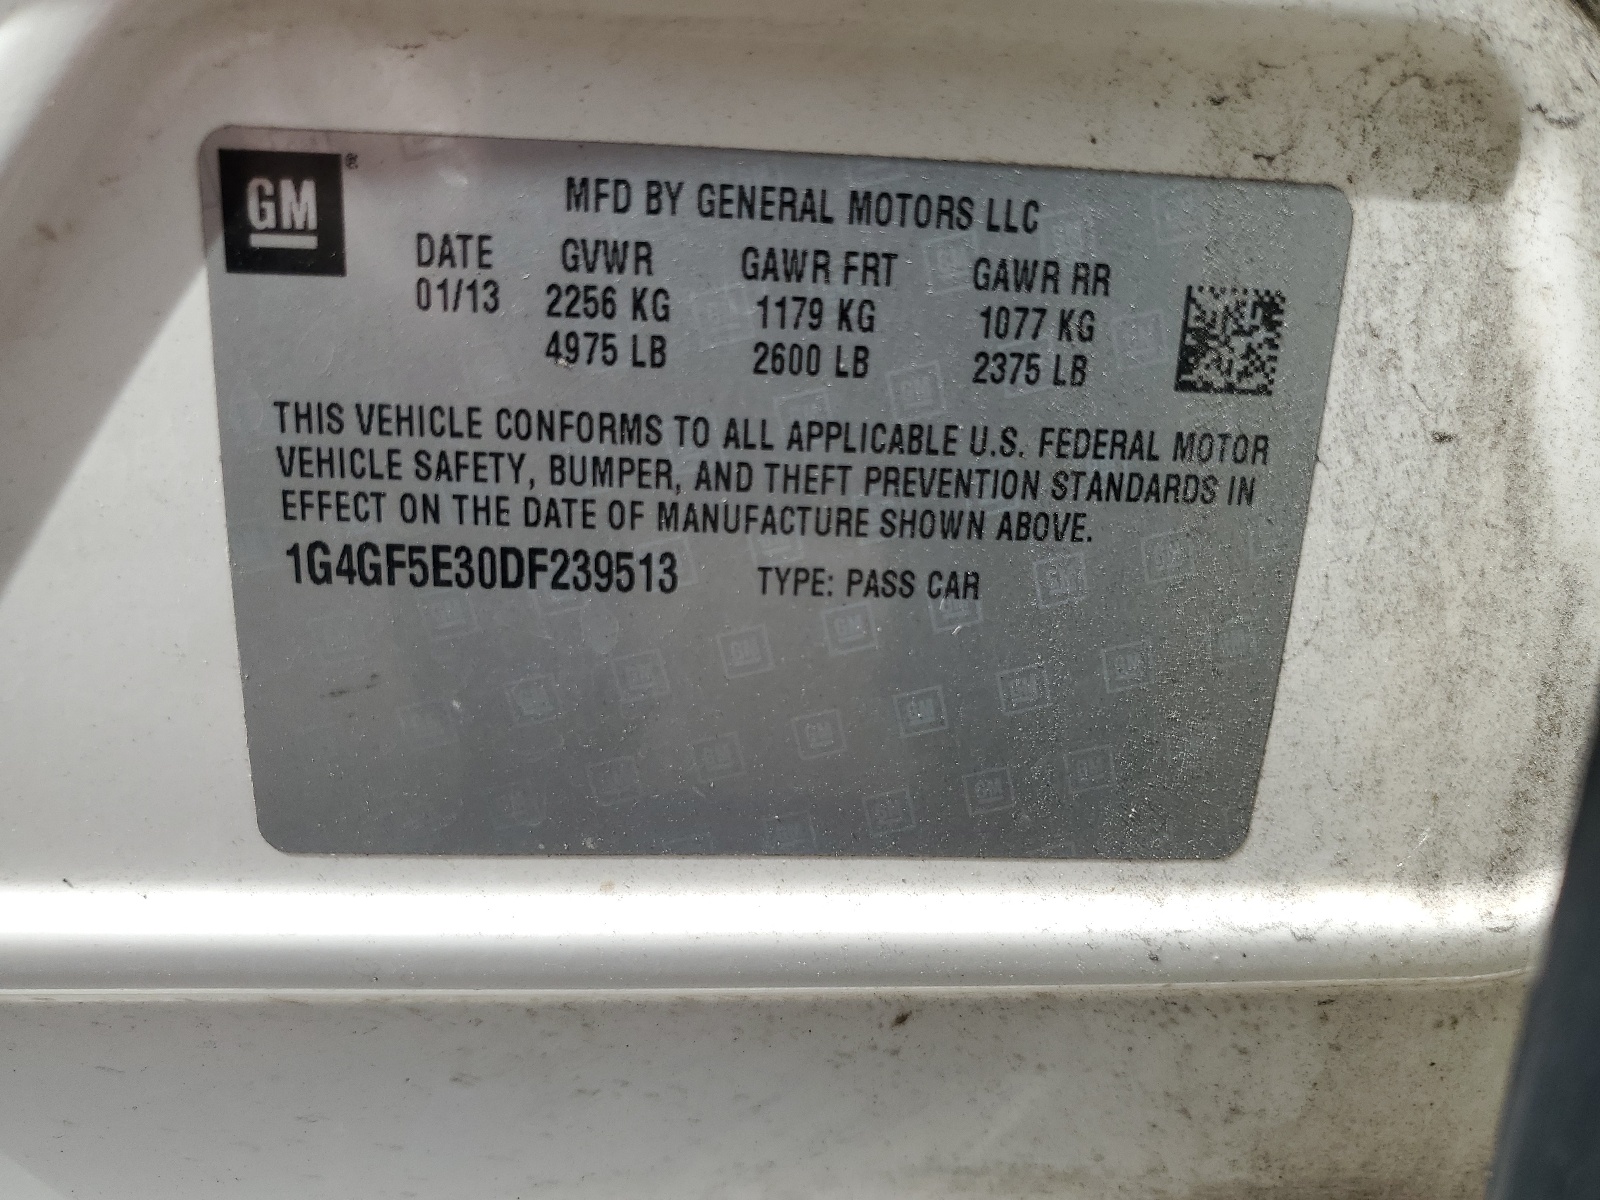 GM®
MFD BY GENERAL MOTORS LLC
DATE GVWR GAWR FRT GAWR RR
01/13 2256 KG 1179 KG 1077 KG
4975 LB 2600 LB 2375 LB
THIS VEHICLE CONFORMS TO ALL APPLICABLE U.S. FEDERAL MOTOR
VEHICLE SAFETY, BUMPER, AND THEFT PREVENTION STANDARDS IN
EFFECT ON THE DATE OF MANUFACTURE SHOWN ABOVE.
1G4GF5E30DF239513 TYPE: PASS CAR